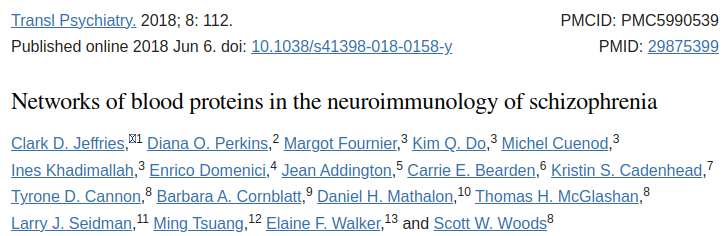 Transl Psychiatry. 2018; 8: 112. PMCID: PMC5990539
Published online 2018 Jun 6. doi: 10.1038/s41398-018-0158-y PMID: 29875399
Networks of blood proteins in the neuroimmunology of schizophrenia
Clark D. Jeffries,1 Diana O. Perkins,2 Margot Fournier,3 Kim Q. Do,3 Michel Cuenod,3
Ines Khadimallah,3 Enrico Domenici,4 Jean Addington,5 Carrie E. Bearden,6 Kristin S. Cadenhead,7
Tyrone D. Cannon,8 Barbara A. Cornblatt,9 Daniel H. Mathalon,10 Thomas H. McGlashan,8
Larry J. Seidman,11 Ming Tsuang,12 Elaine F. Walker,13 and Scott W. Woods8